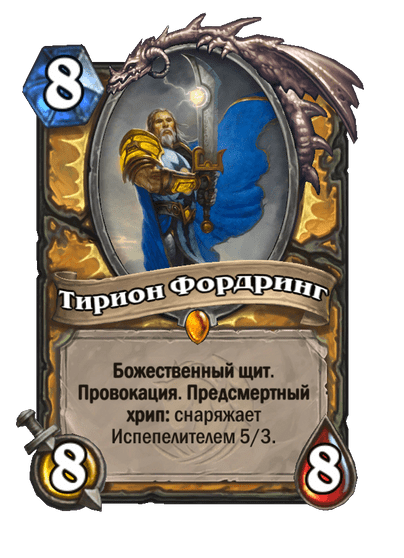 8
Тирион Фордринг
Божественный щит.
Провокация. Предсмертный
хрип: снаряжает
Испепелителем 5/3.
8
8